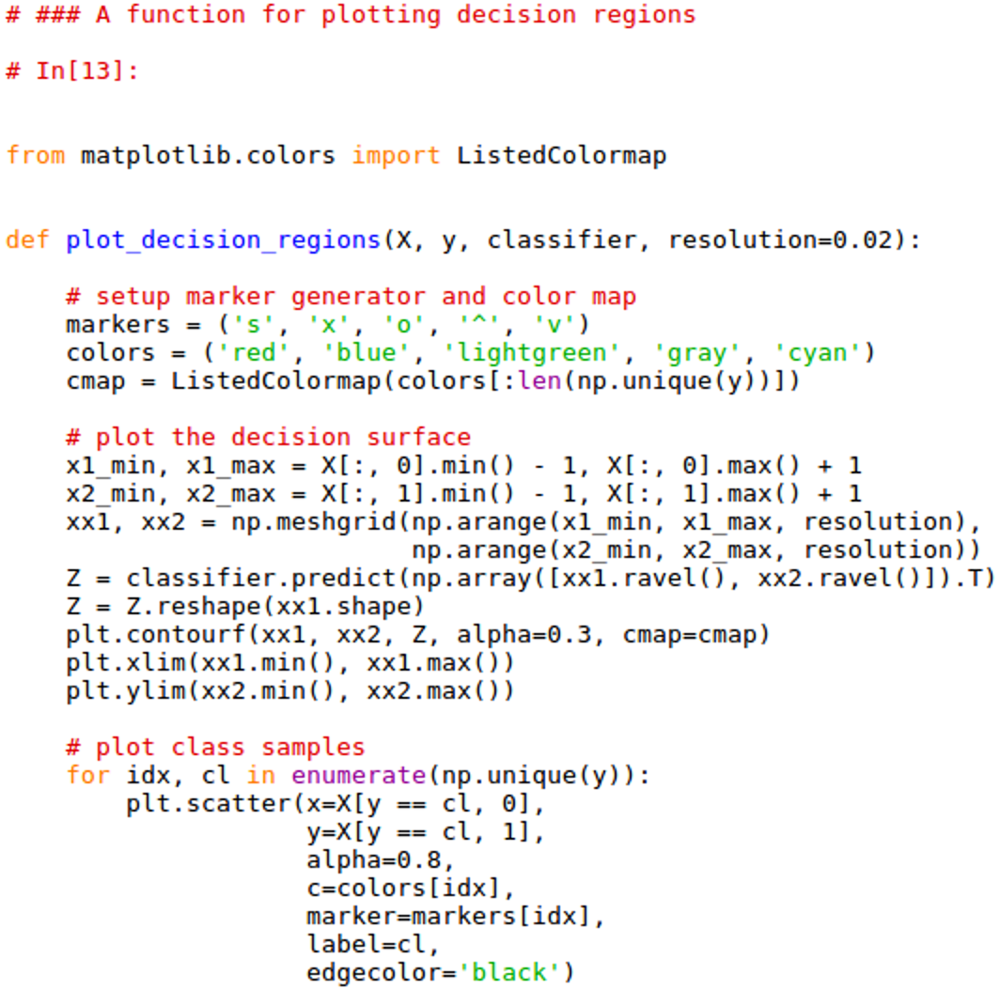 # ### A function for plotting decision regions
# In[13]:
from matplotlib.colors import ListedColormap
def plot_decision_regions(X, y, classifier, resolution=0.02):
    # setup marker generator and color map
    markers = ('s', 'x', 'o', '^', 'v')
    colors = ('red', 'blue', 'lightgreen', 'gray', 'cyan')
    cmap = ListedColormap(colors[:len(np.unique(y))])
    # plot the decision surface
    x1_min, x1_max = X[:, 0].min() - 1, X[:, 0].max() + 1
    x2_min, x2_max = X[:, 1].min() - 1, X[:, 1].max() + 1
    xx1, xx2 = np.meshgrid(np.arange(x1_min, x1_max, resolution),
                           np.arange(x2_min, x2_max, resolution))
    Z = classifier.predict(np.array([xx1.ravel(), xx2.ravel()]).T)
    Z = Z.reshape(xx1.shape)
    plt.contourf(xx1, xx2, Z, alpha=0.3, cmap=cmap)
    plt.xlim(xx1.min(), xx1.max())
    plt.ylim(xx2.min(), xx2.max())
    # plot class samples
    for idx, cl in enumerate(np.unique(y)):
        plt.scatter(x=X[y == cl, 0],
                    y=X[y == cl, 1],
                    alpha=0.8,
                    c=colors[idx],
                    marker=markers[idx],
                    label=cl,
                    edgecolor='black')